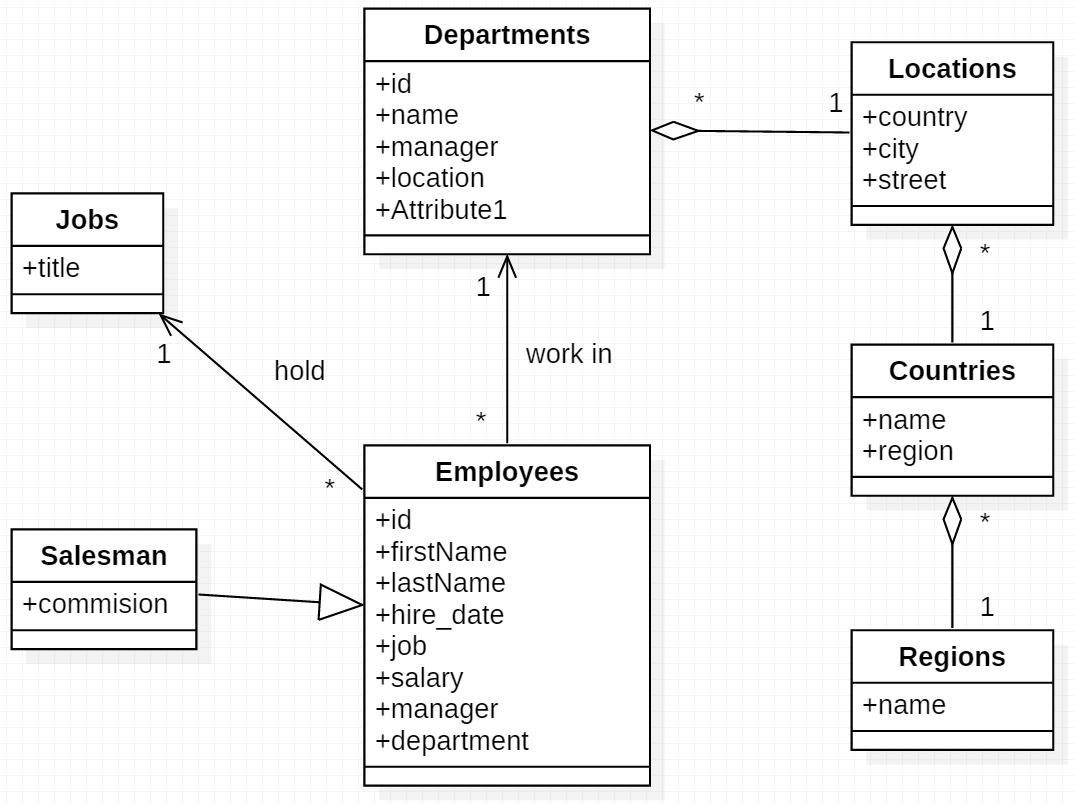 Departments
+id
+name
+manager
+location
+Attribute1
*
1
Locations
+country
+city
+street
Jobs
+title
1
hold
*
1
work in
*
*
1
Countries
+name
+region
Employees
+id
+firstName
+lastName
+hire_date
+job
+salary
+manager
+department
Salesman
+commision
*
1
Regions
+name